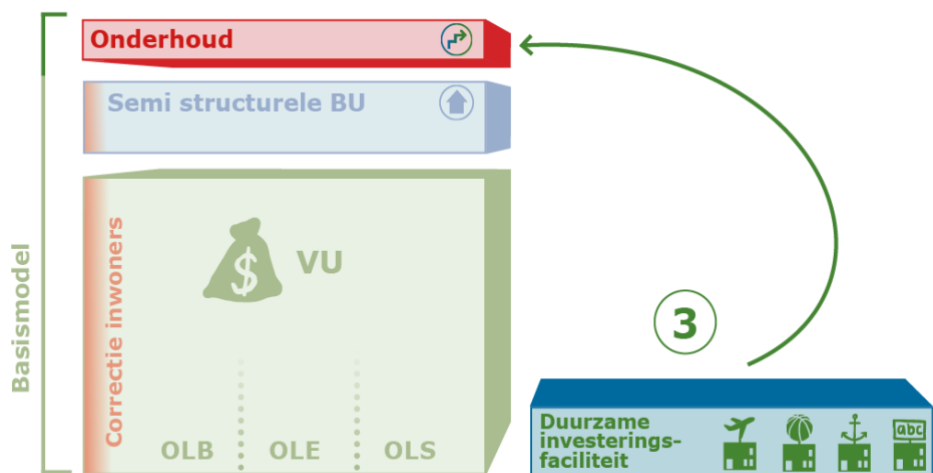 Onderhoud
Semi structurele BU
Basismodel
Correctie inwoners
$
VU
OLB
OLE
OLS
3
Duurzame
investerings-
faciliteit
abc